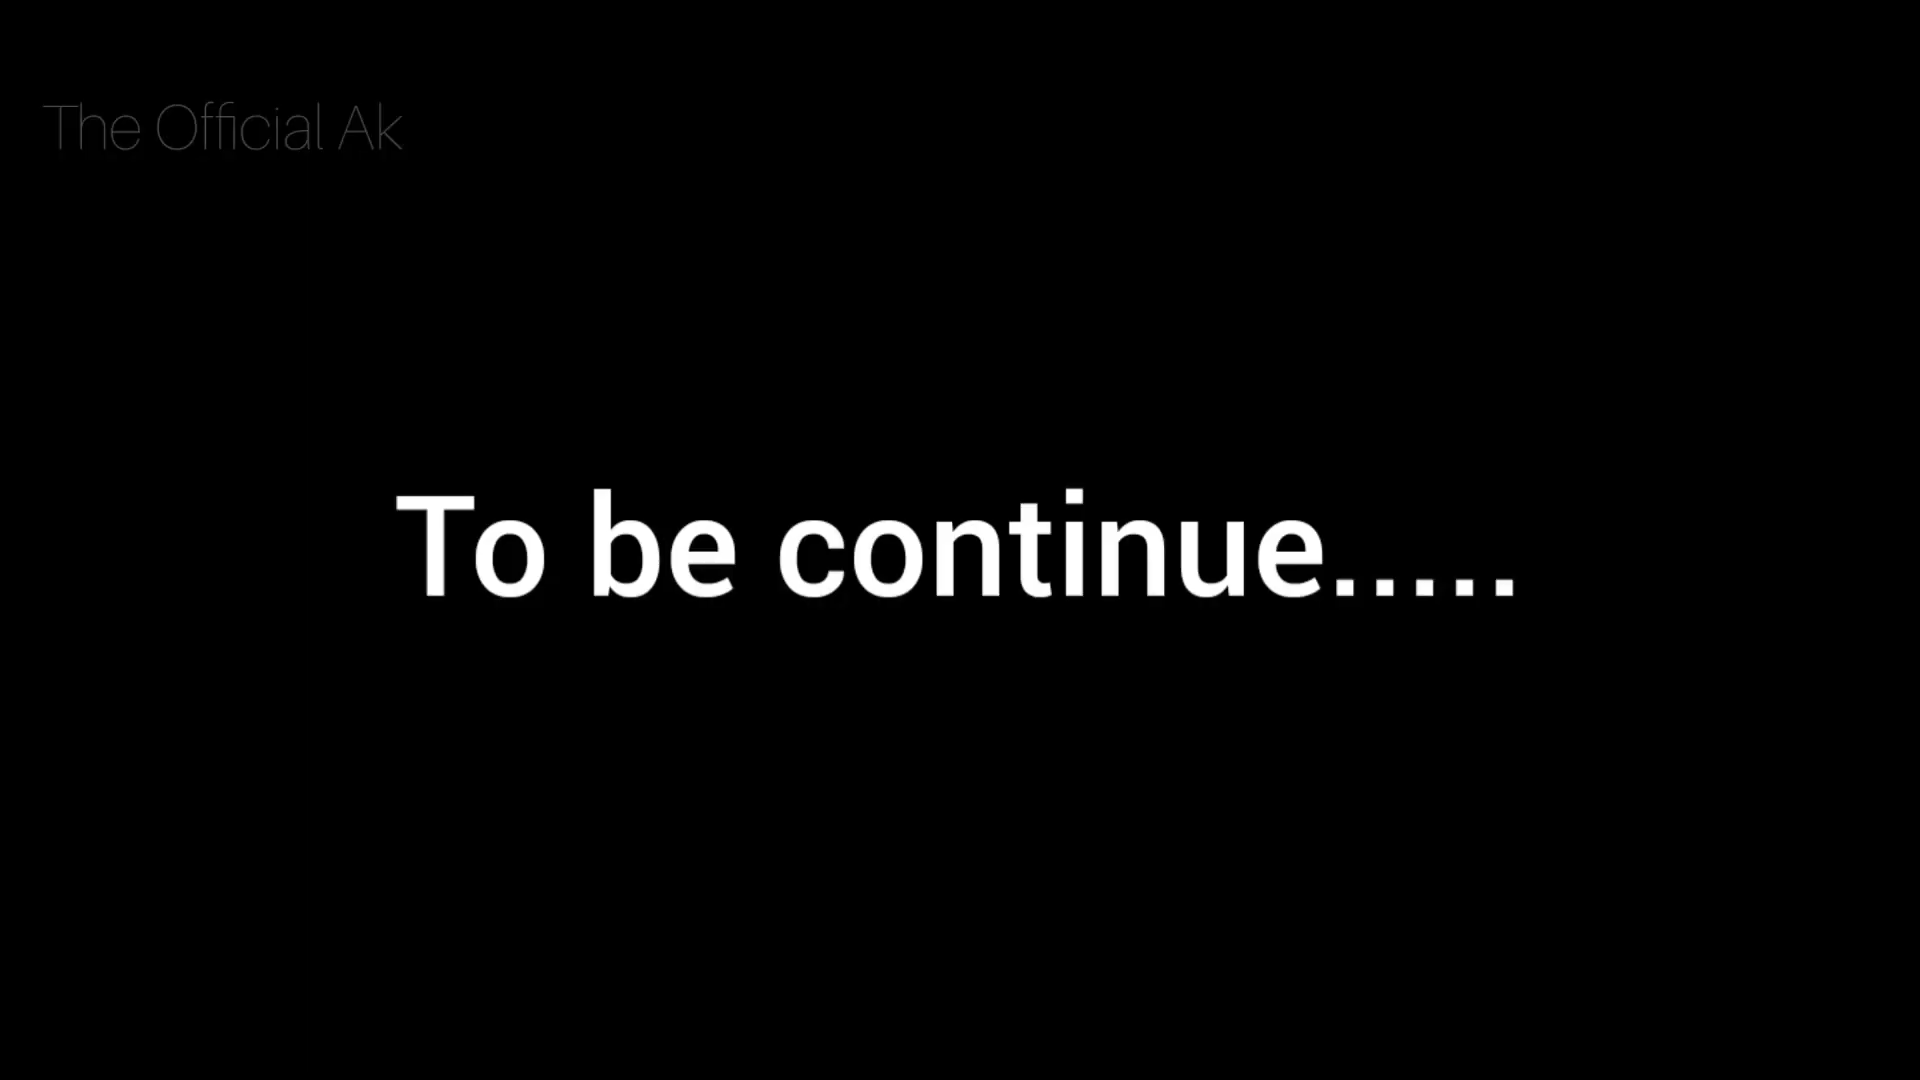 The Official Ak
To be continue.....